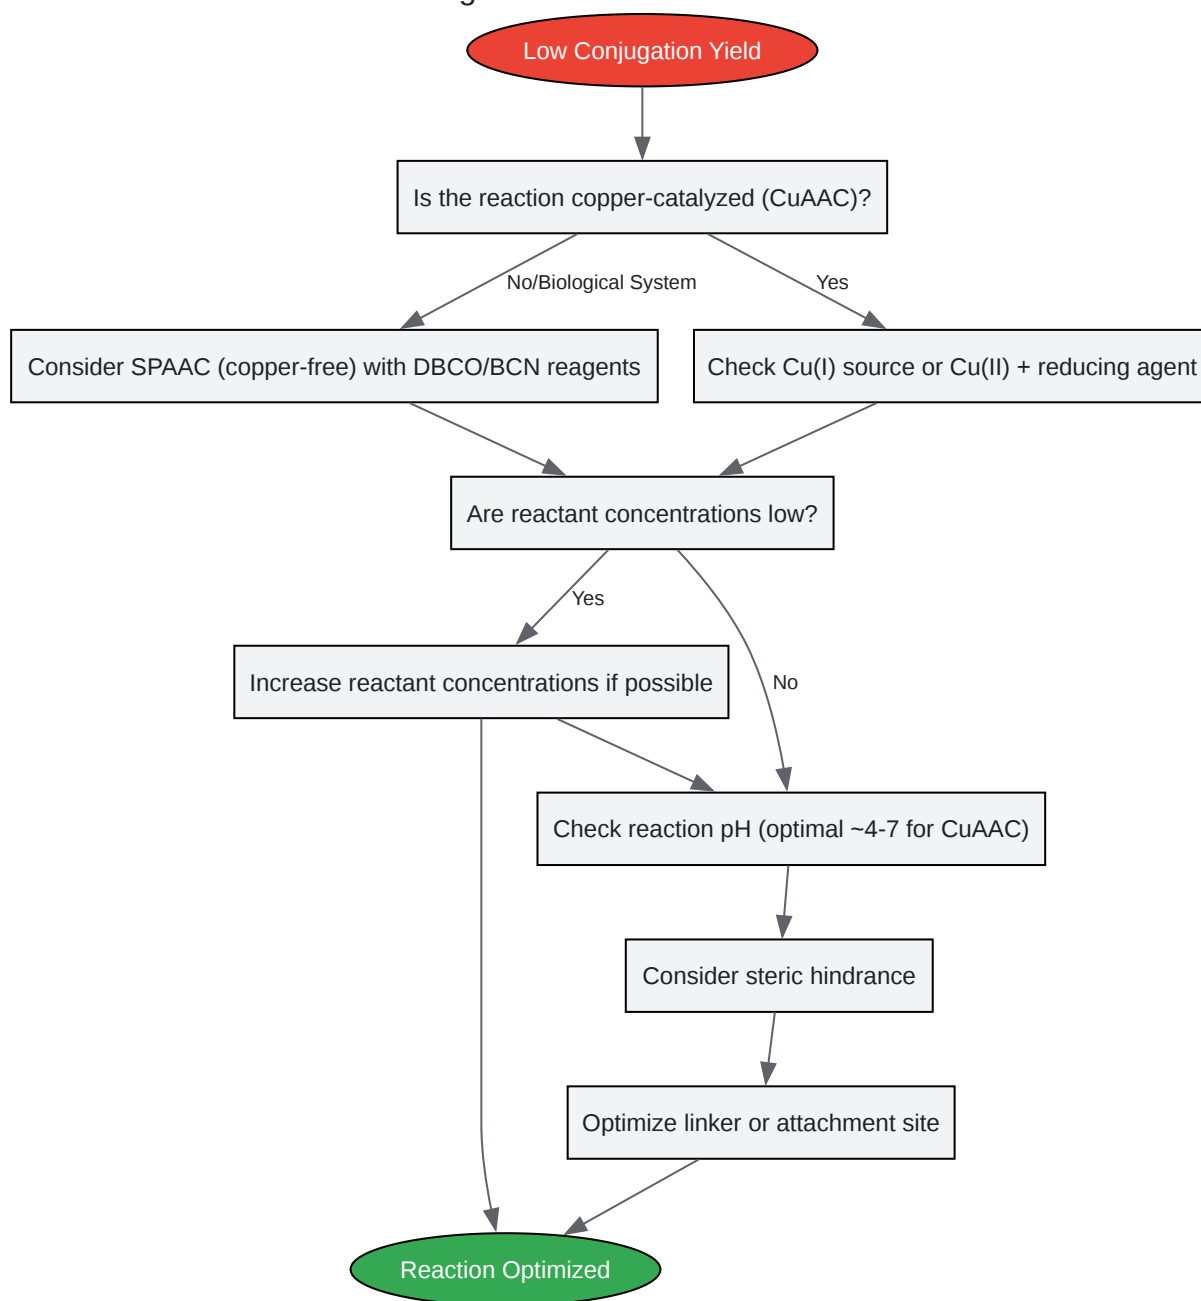 Low Conjugation Yield
Is the reaction copper-catalyzed (CuAAC)?
No/Biological System
Yes
Consider SPAAC (copper-free) with DBCO/BCN reagents
Check Cu(I) source or Cu(II) + reducing agent
Are reactant concentrations low?
Yes
Increase reactant concentrations if possible
No
Check reaction pH (optimal ~4-7 for CuAAC)
Consider steric hindrance
Optimize linker or attachment site
Reaction Optimized